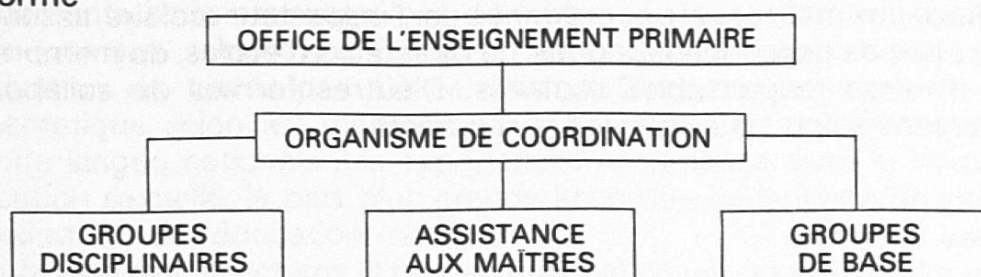 OFFICE DE L'ENSEIGNEMENT PRIMAIRE
ORGANISME DE COORDINATION
GROUPES
DISCIPLINAIRES
ASSISTANCE
AUX MAÎTRES
GROUPES
DE BASE